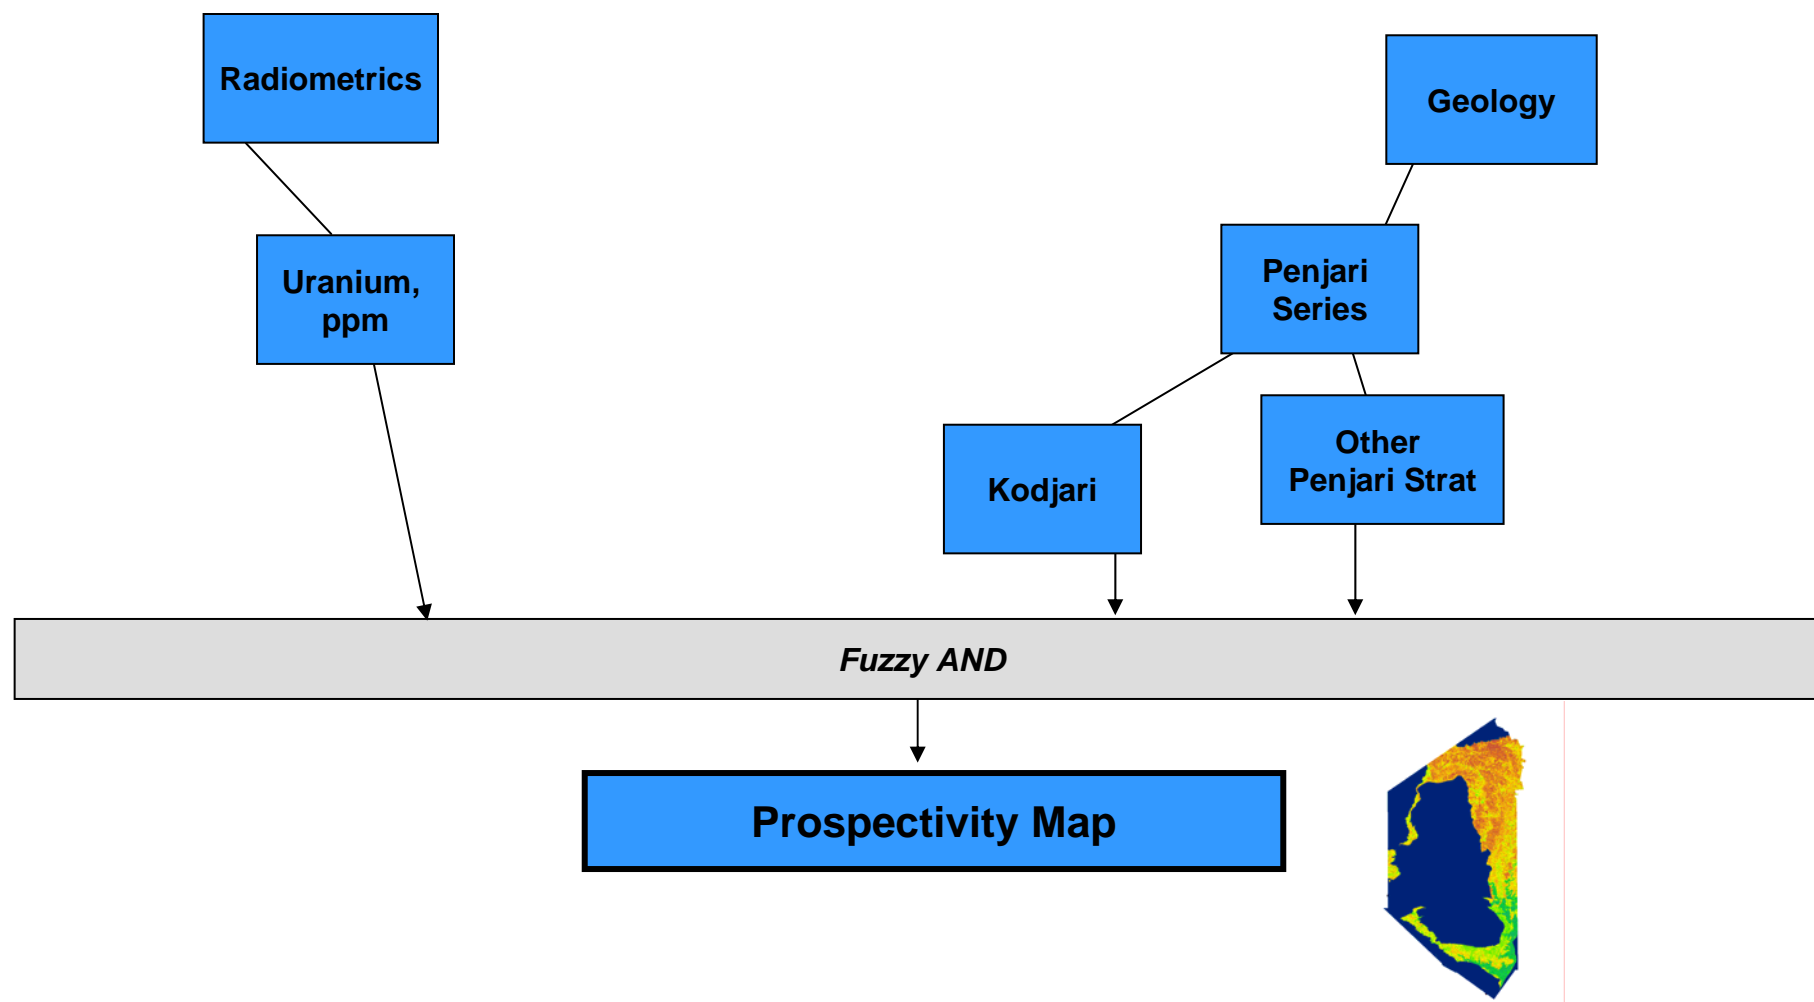 Radiometrics
Geology
Uranium,
ppm
Penjari
Series
Kodjari
Other
Penjari Strat
Fuzzy AND
Prospectivity Map